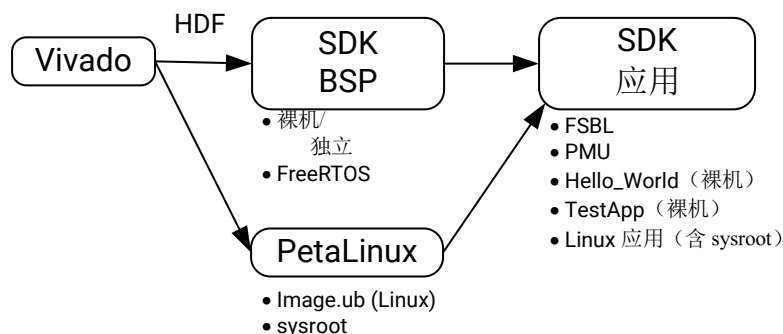 HDF
Vivado
SDK
BSP
• 裸机/
独立
• FreeRTOS
SDK
应用
• FSBL
• PMU
• Hello_World（裸机）
• TestApp（裸机）
• Linux 应用（含 sysroot）
PetaLinux
• Image.ub (Linux)
• sysroot